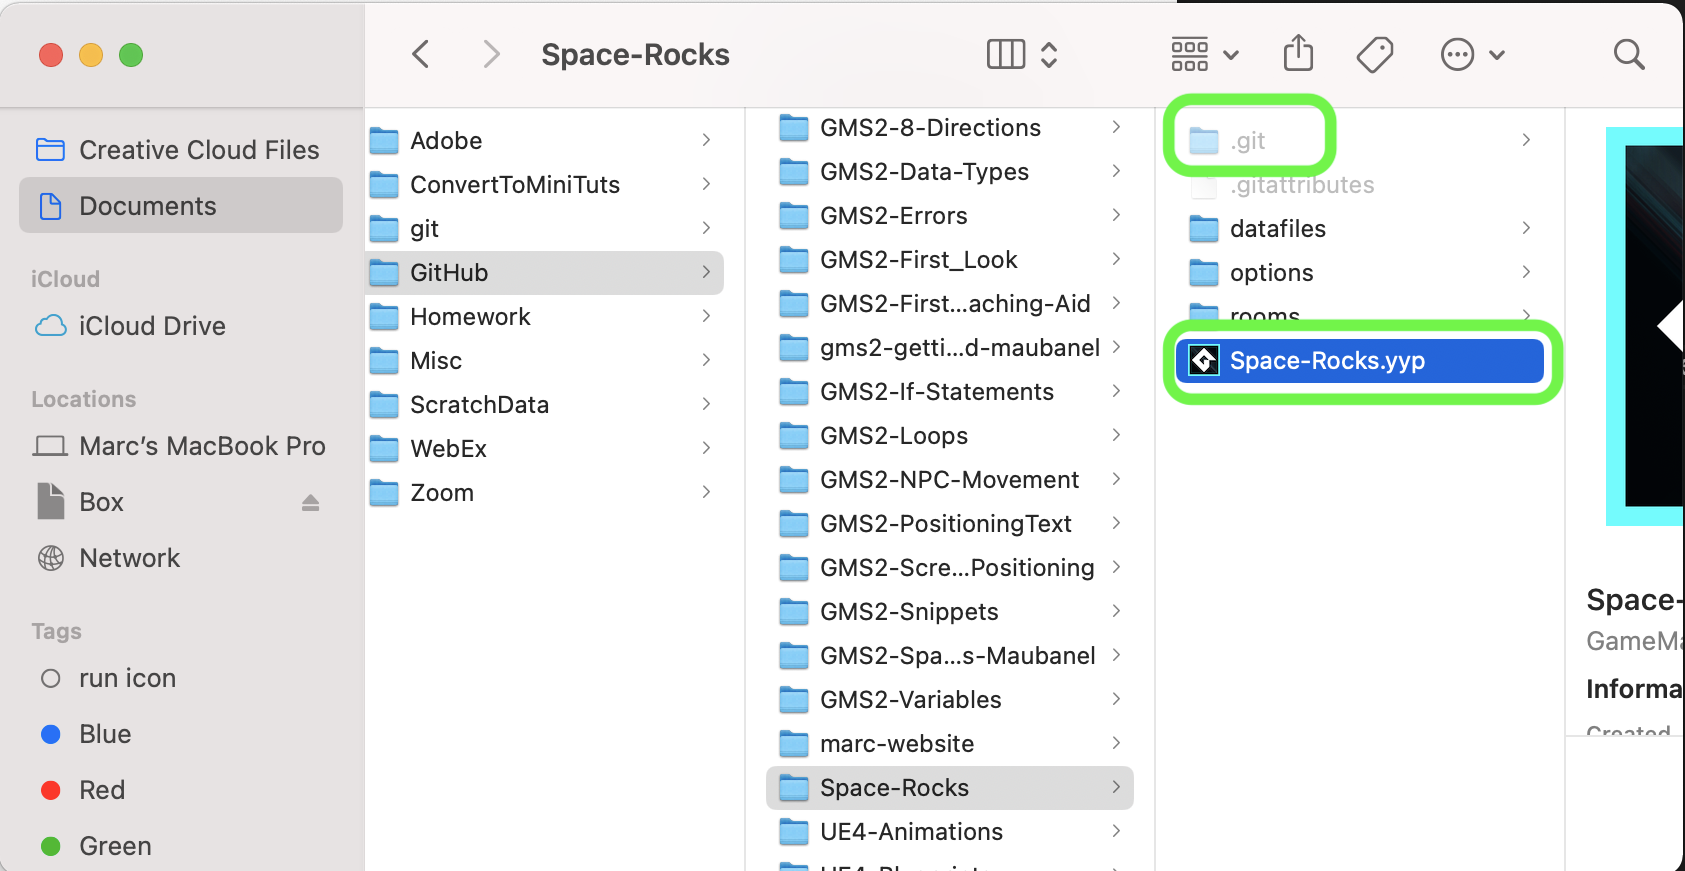 Space-Rocks
Creative Cloud Files
Documents
iCloud
iCloud Drive
Locations
Marc’s MacBook Pro
Box
Network
Tags
run icon
Blue
Red
Green
Adobe
ConvertToMiniTuts
git
GitHub
Homework
Misc
ScratchData
WebEx
Zoom
GMS2-8-Directions
GMS2-Data-Types
GMS2-Errors
GMS2-First_Look
GMS2-First...aching-Aid
gms2-getti...d-maubanel
GMS2-If-Statements
GMS2-Loops
GMS2-NPC-Movement
GMS2-PositioningText
GMS2-Scre...Positioning
GMS2-Snippets
GMS2-Spa...s-Maubanel
GMS2-Variables
marc-website
Space-Rocks
UE4-Animations
.git
.gitattributes
datafiles
options
rooms
Space-Rocks.yyp
Space-
GameMa
Informa
Created